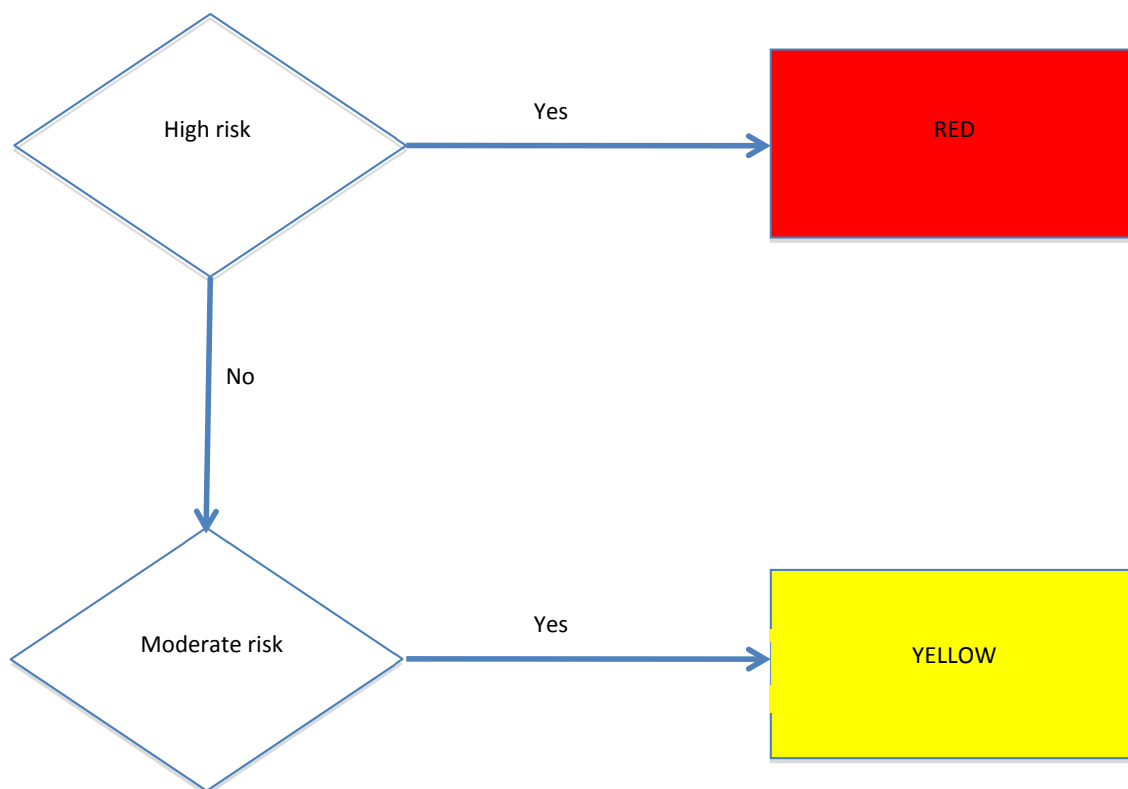 High risk
Yes
RED
No
Moderate risk
Yes
YELLOW